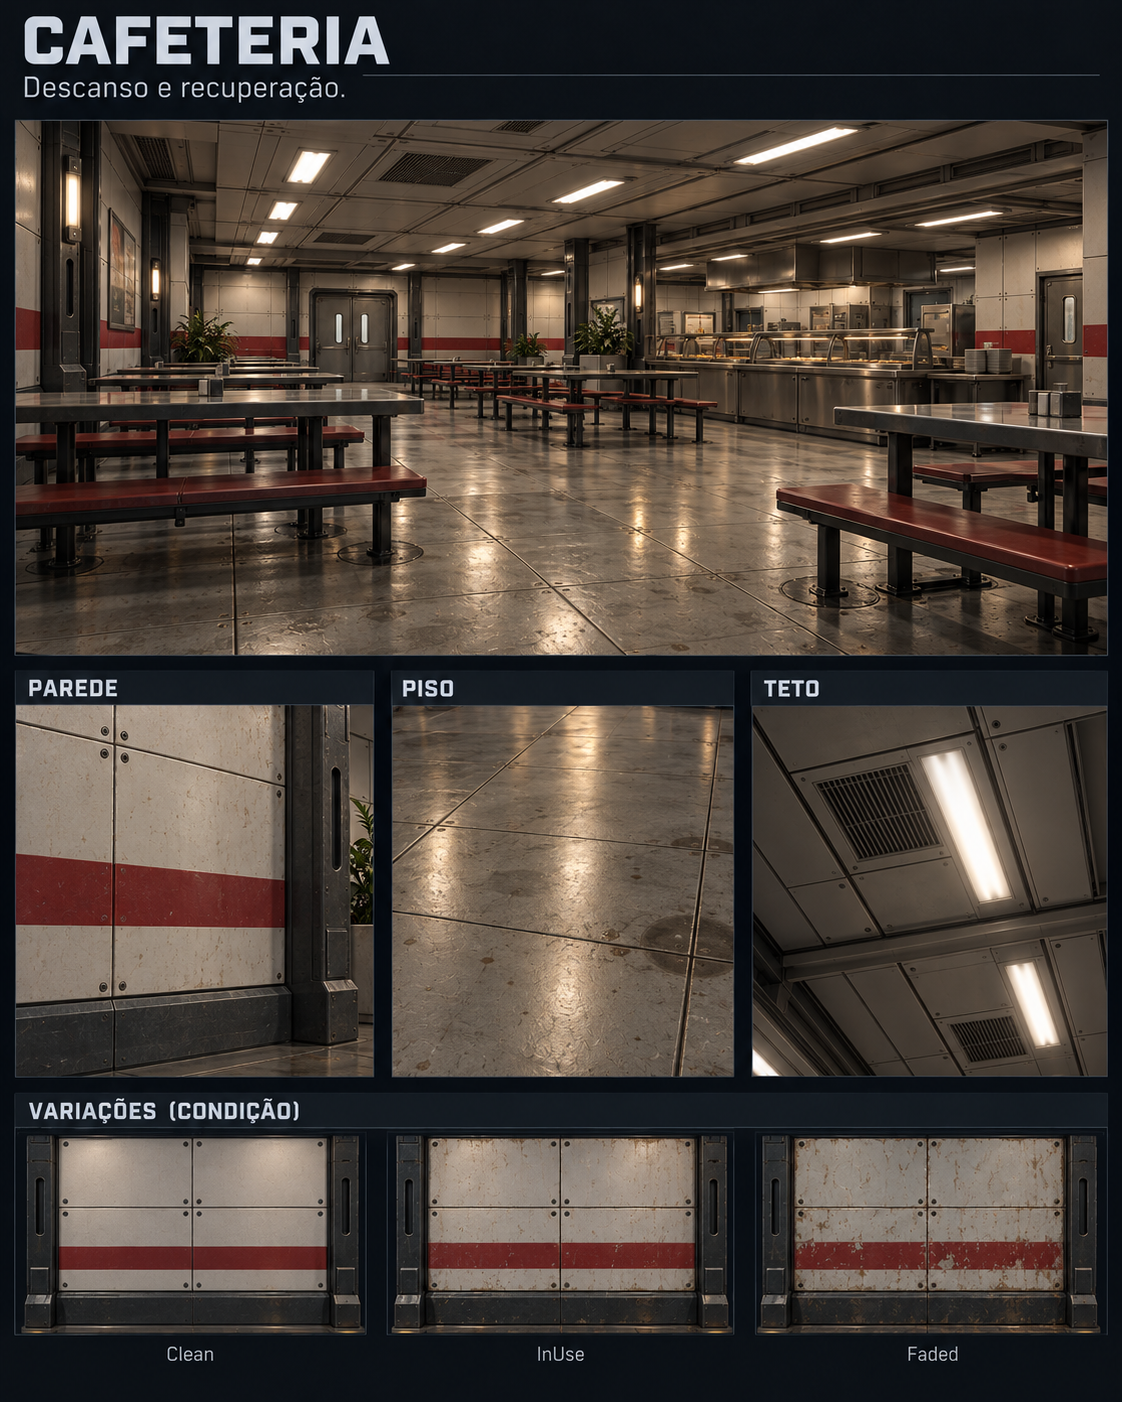 CAFETERIA
Descanso e recuperação.
PAREDE
PISO
TETO
VARIAÇÕES (CONDIÇÃO)
Clean
InUse
Faded